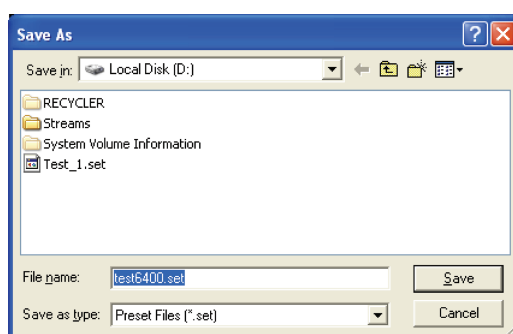 Save As
Save in: Local Disk (D:)
RECYCLER
Streams
System Volume Information
Test_1.set
File name: test6400.set Save
Save as type: Preset Files (*.set) Cancel